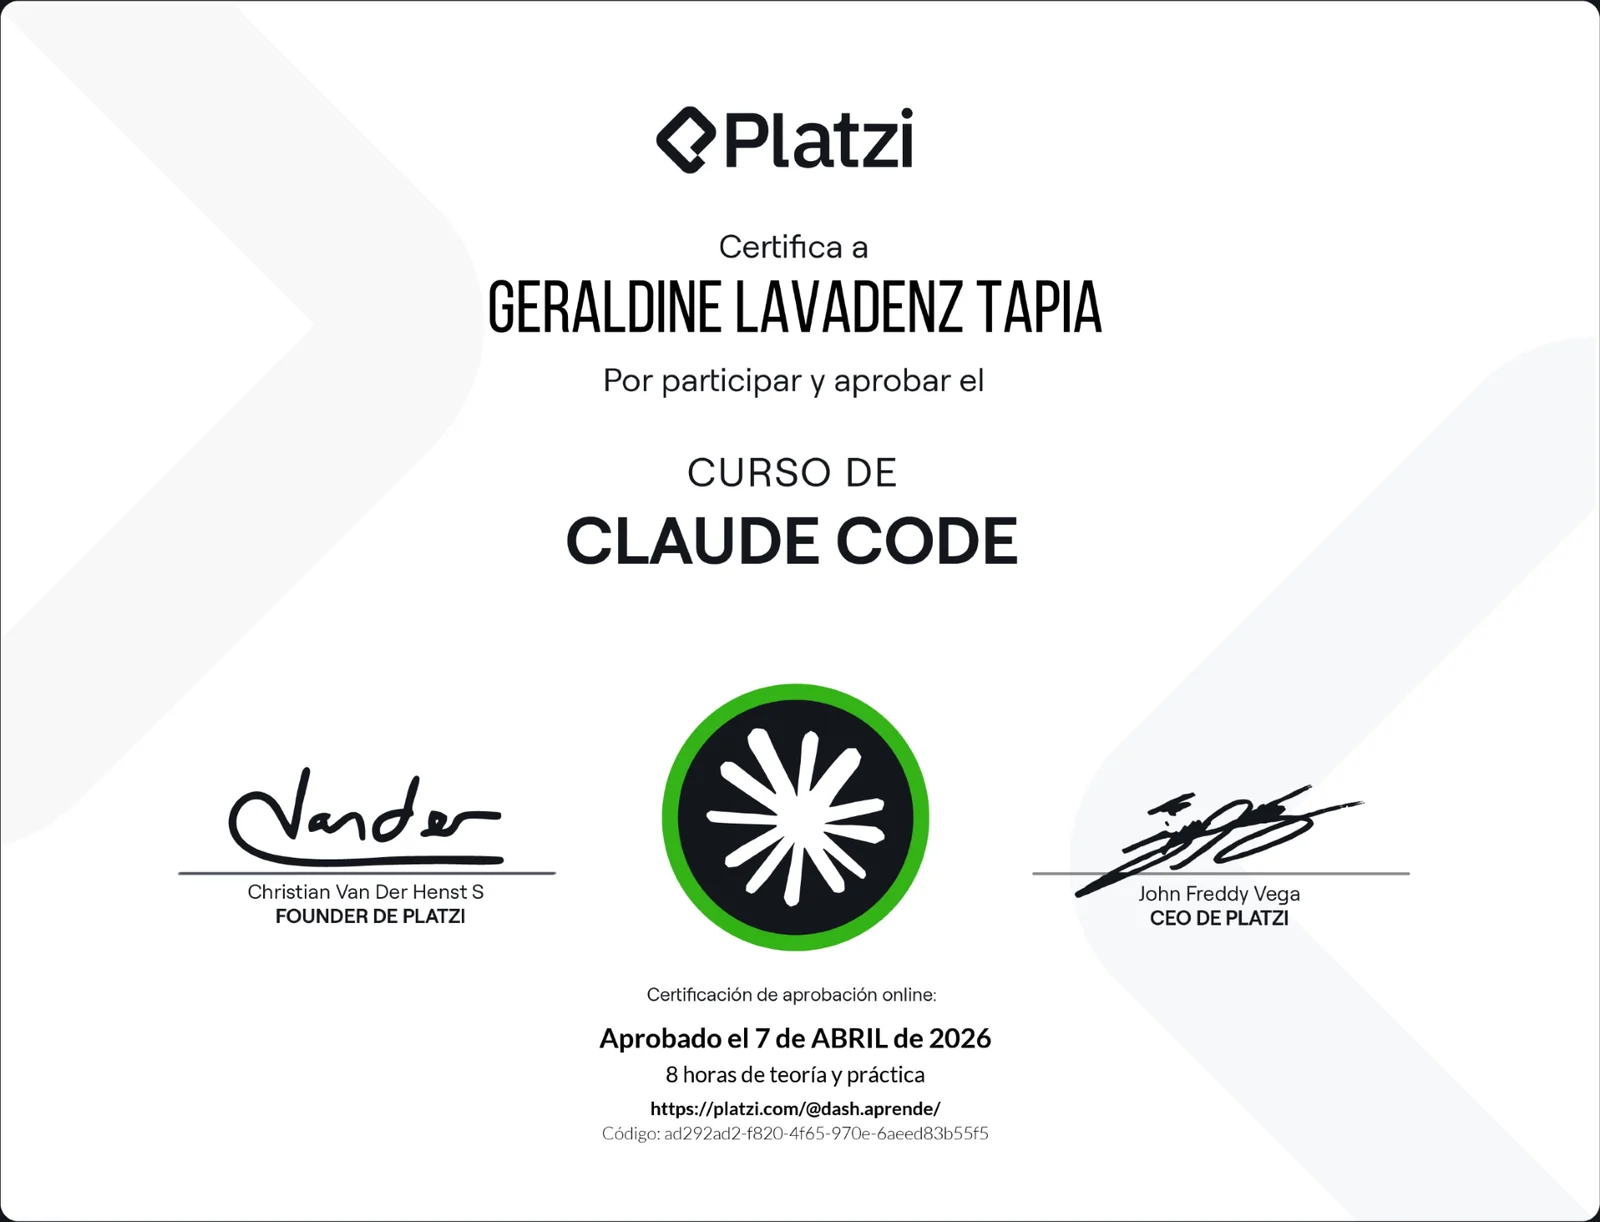 Platzi
Certifica a
GERALDINE LAVADENZ TAPIA
Por participar y aprobar el
CURSO DE
CLAUDE CODE
Vander
Christian Van Der Henst S
FOUNDER DE PLATZI
John Freddy Vega
CEO DE PLATZI
Certificación de aprobación online:
Aprobado el 7 de ABRIL de 2026
8 horas de teoría y práctica
https://platzi.com/@dash.aprende/
Código: ad292ad2-f820-4f65-970e-6aeed83b55f5